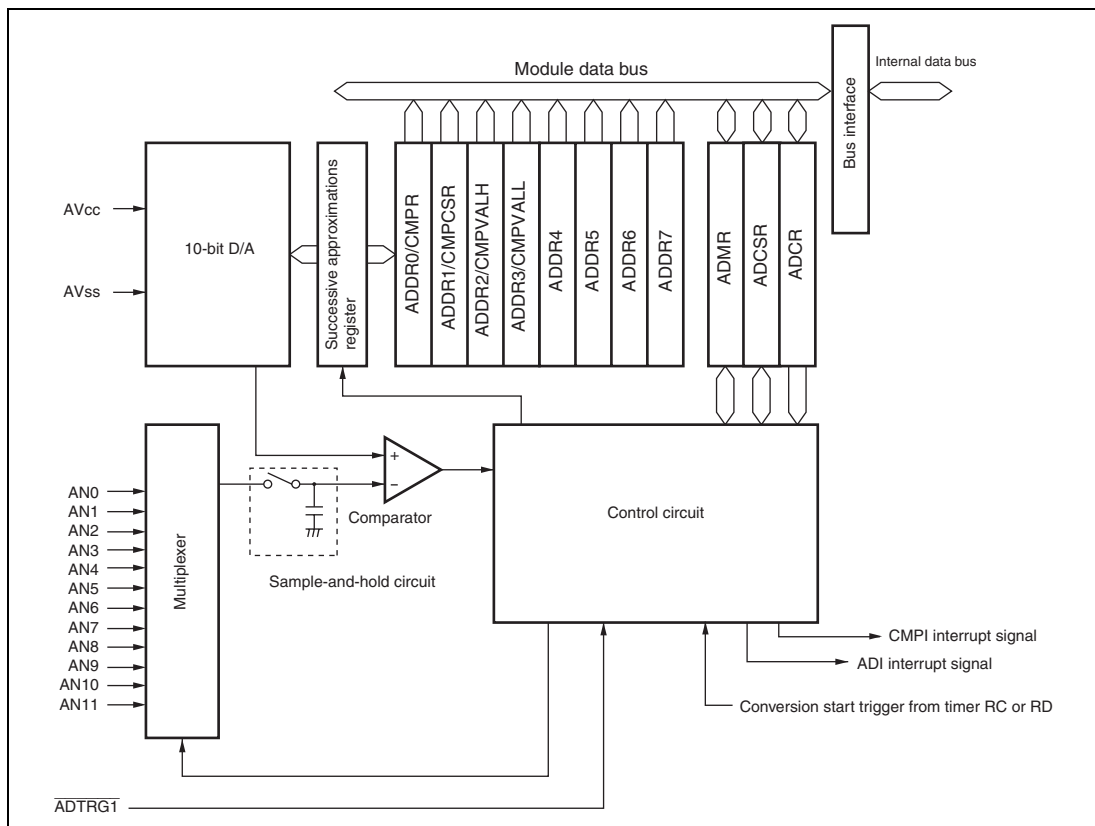 Module data bus
Internal data bus
Bus interface
AVcc
AVss
10-bit D/A
Successive approximations
register
ADDR0/CMPR
ADDR1/CMPCSR
ADDR2/CMPVALH
ADDR3/CMPVALL
ADDR4
ADDR5
ADDR6
ADDR7
ADMR
ADCSR
ADCR
AN0
AN1
AN2
AN3
AN4
AN5
AN6
AN7
AN8
AN9
AN10
AN11
Multiplexer
+
−
Comparator
Sample-and-hold circuit
Control circuit
CMPI interrupt signal
ADI interrupt signal
Conversion start trigger from timer RC or RD
ADTRG1